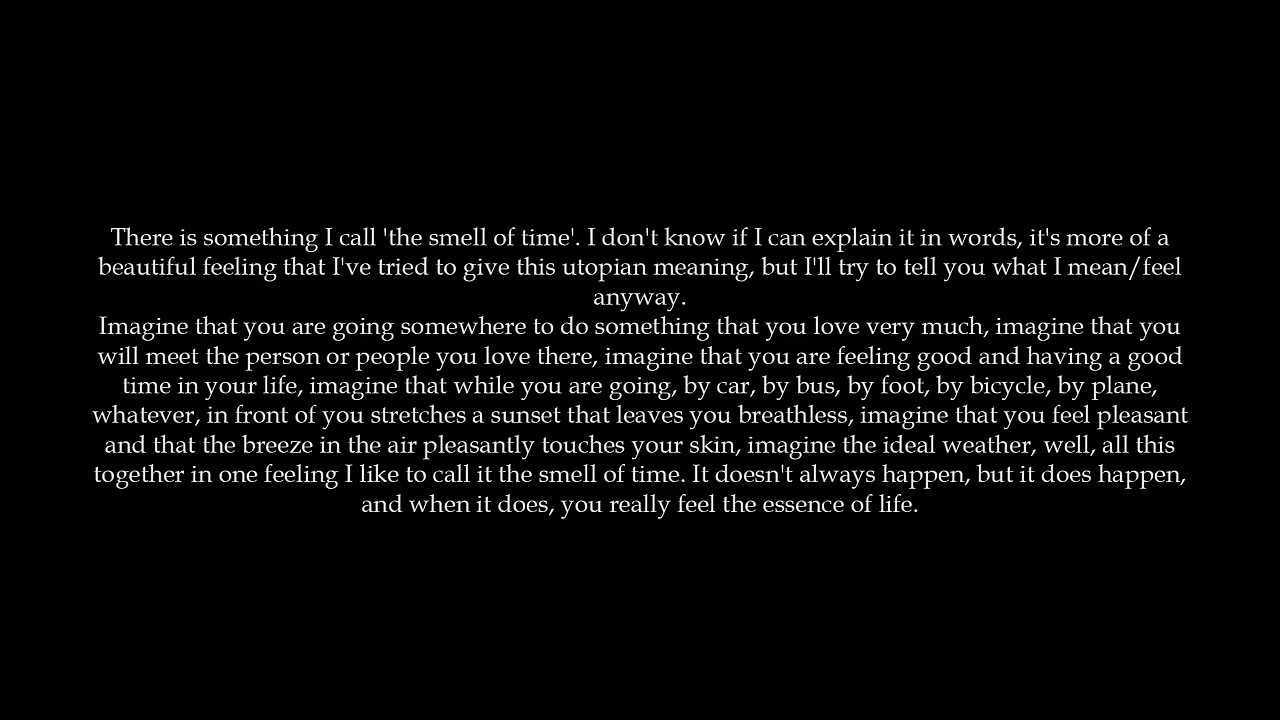 There is something I call 'the smell of time'. I don't know if I can explain it in words, it's more of a
beautiful feeling that I've tried to give this utopian meaning, but I'll try to tell you what I mean/feel
anyway.
Imagine that you are going somewhere to do something that you love very much, imagine that you
will meet the person or people you love there, imagine that you are feeling good and having a good
time in your life, imagine that while you are going, by car, by bus, by foot, by bicycle, by plane,
whatever, in front of you stretches a sunset that leaves you breathless, imagine that you feel pleasant
and that the breeze in the air pleasantly touches your skin, imagine the ideal weather, well, all this
together in one feeling I like to call it the smell of time. It doesn't always happen, but it does happen,
and when it does, you really feel the essence of life.